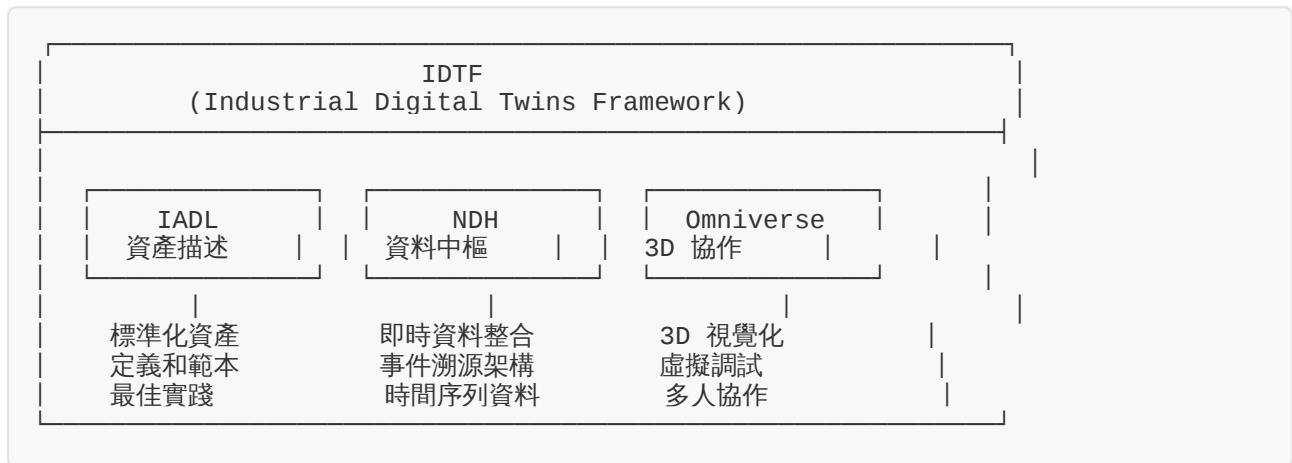 IDTF
(Industrial Digital Twins Framework)
IADL NDH Omniverse
資產描述 資料中樞 3D 協作
標準化資產 即時資料整合 3D 視覺化
定義和範本 事件溯源架構 虛擬調試
最佳實踐 時間序列資料 多人協作